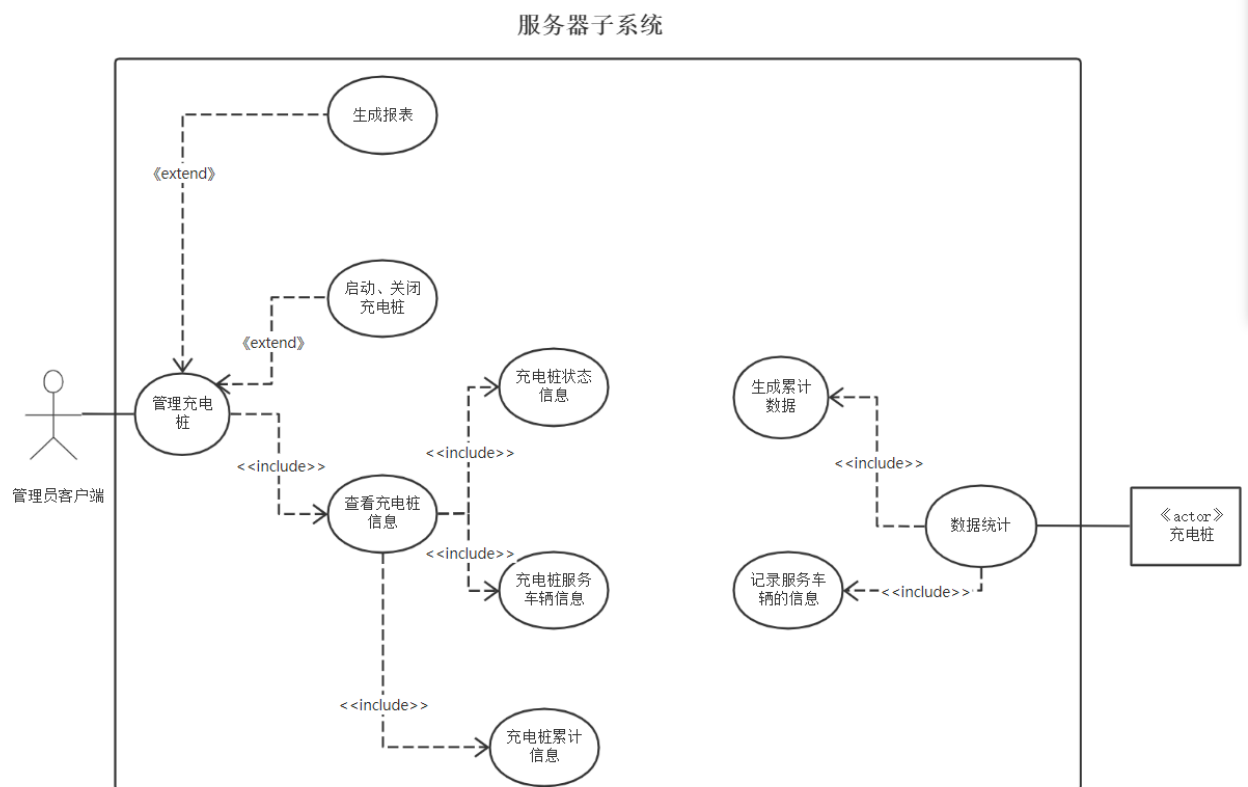 服务器子系统
生成报表
《extend》
启动、关闭
充电桩
《extend》
管理充电
桩
管理员客户端
<<include>>
查看充电桩
信息
<<include>>
充电桩状态
信息
<<include>>
充电桩服务
车辆信息
<<include>>
充电桩累计
信息
生成累计
数据
<<include>>
数据统计
记录服务车
辆的信息
<<include>>
《actor》
充电桩